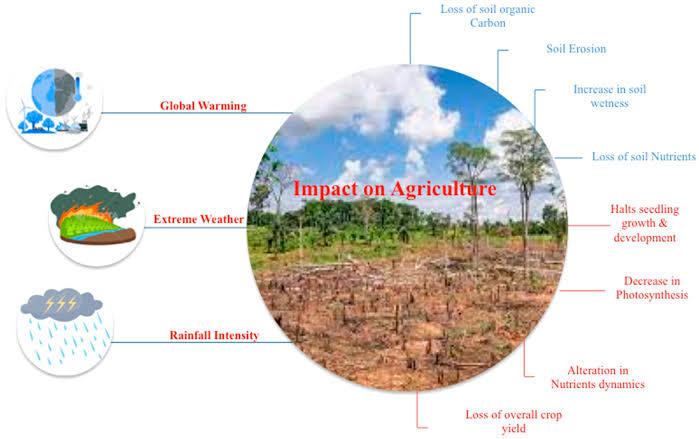 Loss of soil organic
Carbon
Soil Erosion
Increase in soil
wetness
Global Warming
Loss of soil Nutrients
Impact on Agriculture
Halts seedling
growth &
development
Extreme Weather
Decrease in
Photosynthesis
Rainfall Intensity
Alteration in
Nutrients dynamics
Loss of overall crop
yield